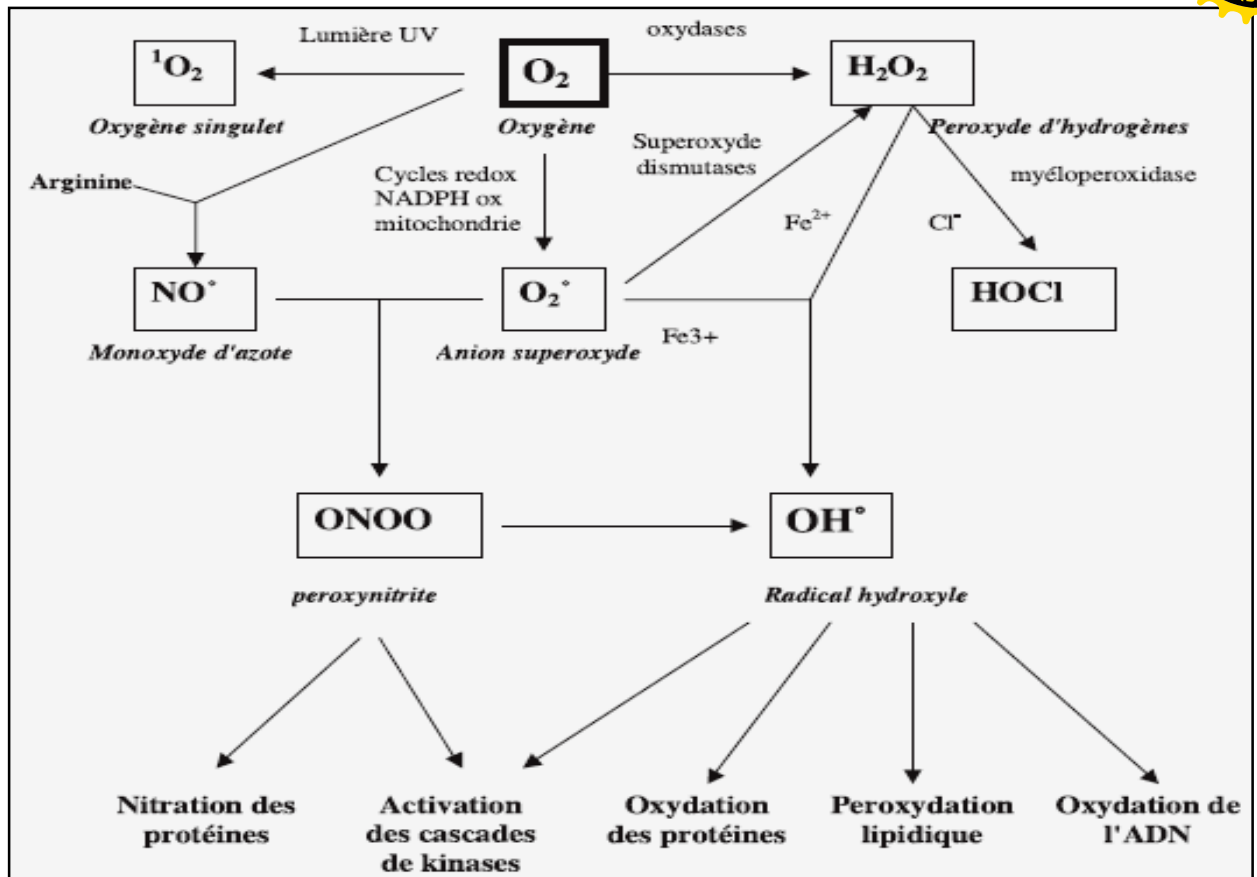 Lumière UV
oxydases
¹O₂
O₂
H₂O₂
Oxygène singulet
Oxygène
Peroxyde d'hydrogènes
Superoxyde
dismutases
Arginine
Cycles redox
NADPH ox
mitochondrie
myéloperoxidase
Fe²⁺
Cl⁻
NO°
O₂°
HOCl
Monoxyde d'azote
Anion superoxyde
Fe3+
ONOO
OH°
peroxynitrite
Radical hydroxyle
Nitration des
protéines
Activation
des cascades
de kinases
Oxydation
des protéines
Peroxydation
lipidique
Oxydation de
l'ADN